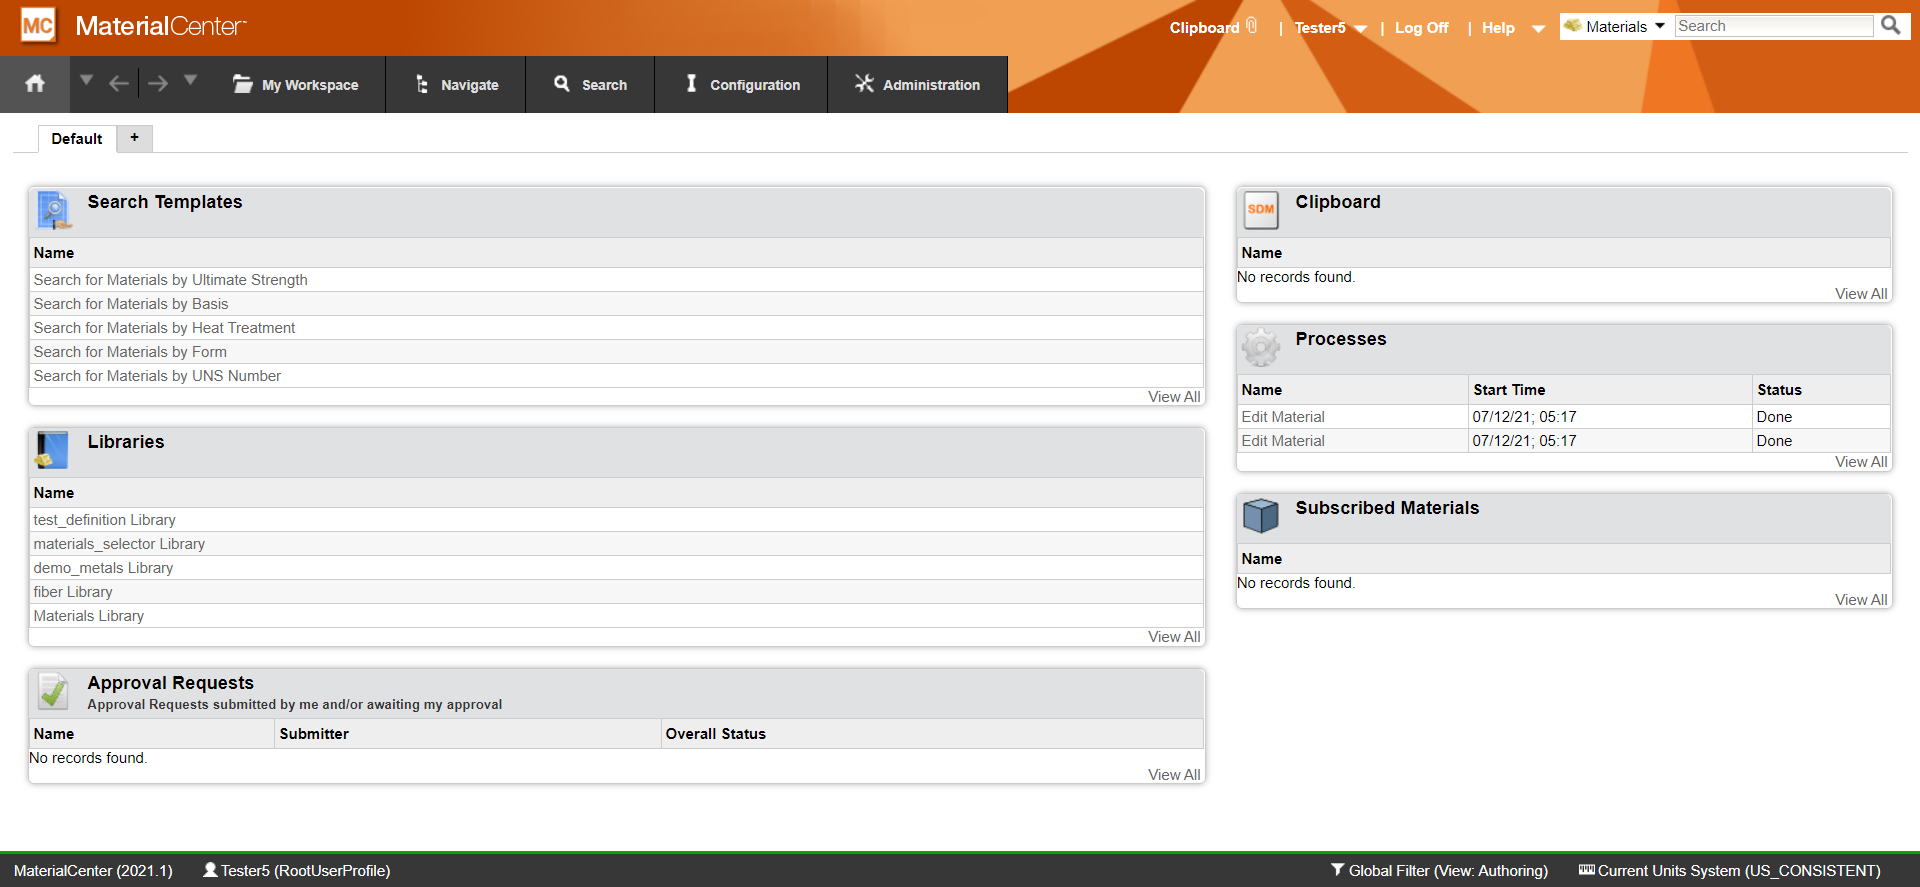 MC MaterialCenter
Clipboard | Tester5 | Log Off | Help Materials Search
My Workspace Navigate Search Configuration Administration
Default +
Search Templates
Name
Search for Materials by Ultimate Strength
Search for Materials by Basis
Search for Materials by Heat Treatment
Search for Materials by Form
Search for Materials by UNS Number
View All
Libraries
Name
test_definition Library
materials_selector Library
demo_metals Library
fiber Library
Materials Library
View All
Approval Requests
Approval Requests submitted by me and/or awaiting my approval
Name Submitter Overall Status
No records found.
View All
SDM Clipboard
Name
No records found.
View All
Processes
Name Start Time Status
Edit Material 07/12/21; 05:17 Done
Edit Material 07/12/21; 05:17 Done
View All
Subscribed Materials
Name
No records found.
View All
MaterialCenter (2021.1) Tester5 (RootUserProfile) Global Filter (View: Authoring) Current Units System (US_CONSISTENT)